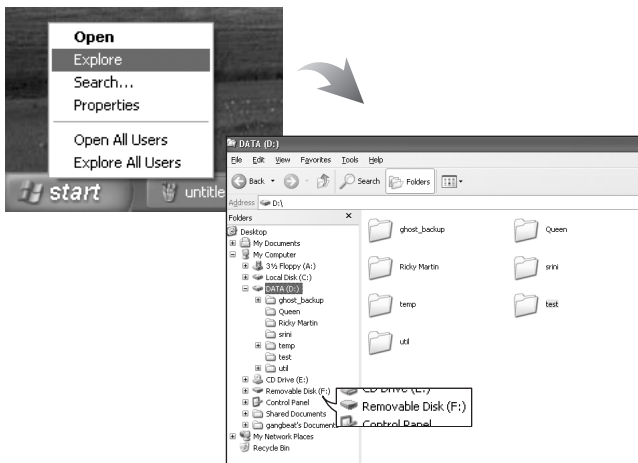 Open
Explore
Search...
Properties
Open All Users
Explore All Users
start
untitle
DATA (D:)
File Edit View Favorites Tools Help
Back Search Folders
Address D:\
Folders x
Desktop
My Documents
My Computer
3½ Floppy (A:)
Local Disk (C:)
DATA (D:)
ghost_backup
Queen
Ricky Martin
srini
temp
test
util
CD Drive (E:)
Removable Disk (F:)
Control Panel
Shared Documents
gangbeat's Document
My Network Places
Recycle Bin
ghost_backup Queen
Ricky Martin srini
temp test
util
CD Drive (E:)
Removable Disk (F:)
Control Panel